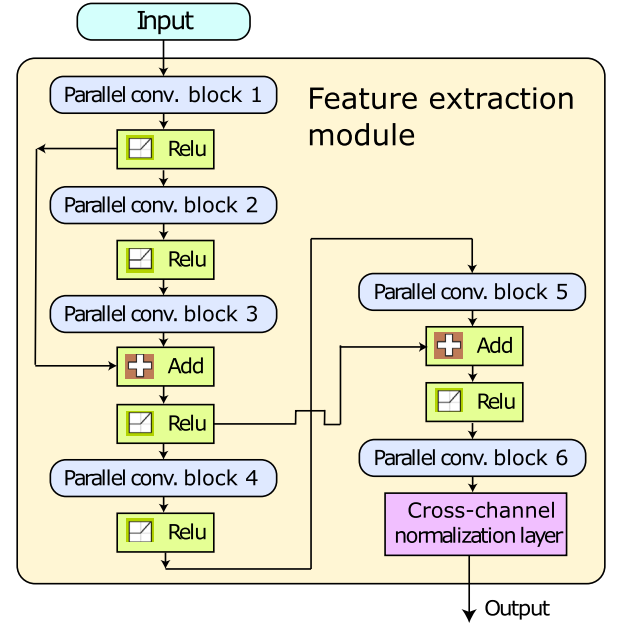 Input
Feature extraction
module
Parallel conv. block 1
Relu
Parallel conv. block 2
Relu
Parallel conv. block 3
Add
Relu
Parallel conv. block 4
Relu
Parallel conv. block 5
Add
Relu
Parallel conv. block 6
Cross-channel
normalization layer
Output